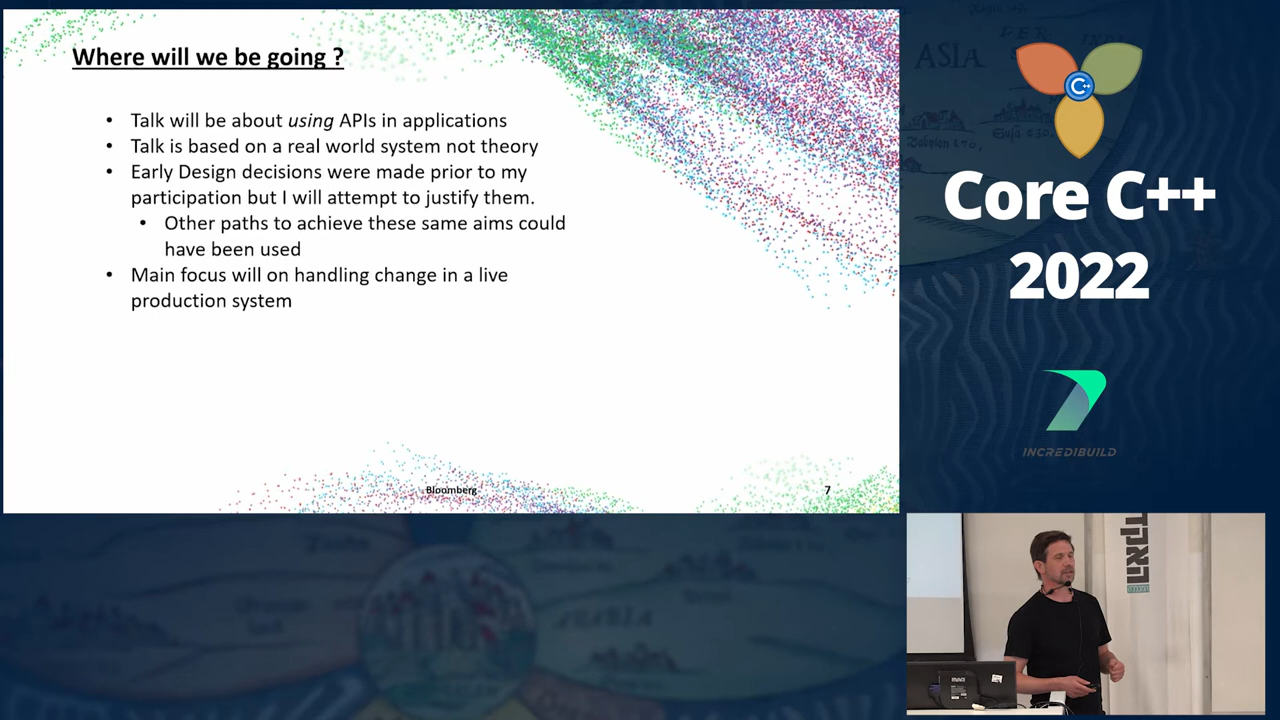 Where will we be going ?
• Talk will be about using APIs in applications
• Talk is based on a real world system not theory
• Early Design decisions were made prior to my
participation but I will attempt to justify them.
• Other paths to achieve these same aims could
have been used
• Main focus will on handling change in a live
production system
Bloomberg
7
ASIA
C++
Core C++
2022
INCREDIBUILD